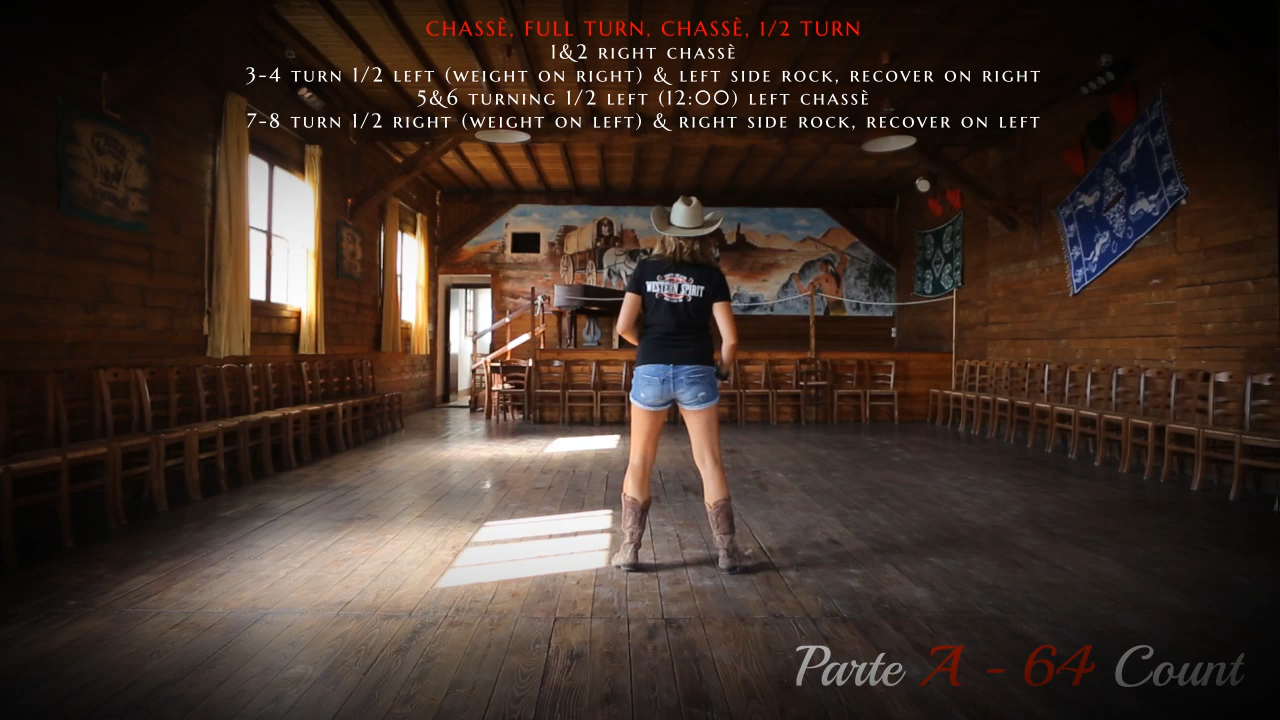 CHASSÈ, FULL TURN, CHASSÈ, 1/2 TURN
1&2 RIGHT CHASSÈ
3-4 TURN 1/2 LEFT (WEIGHT ON RIGHT) & LEFT SIDE ROCK, RECOVER ON RIGHT
5&6 TURNING 1/2 LEFT (12:00) LEFT CHASSÈ
7-8 TURN 1/2 RIGHT (WEIGHT ON LEFT) & RIGHT SIDE ROCK, RECOVER ON LEFT
WESTERN SPIRIT
Parte A - 64 Count